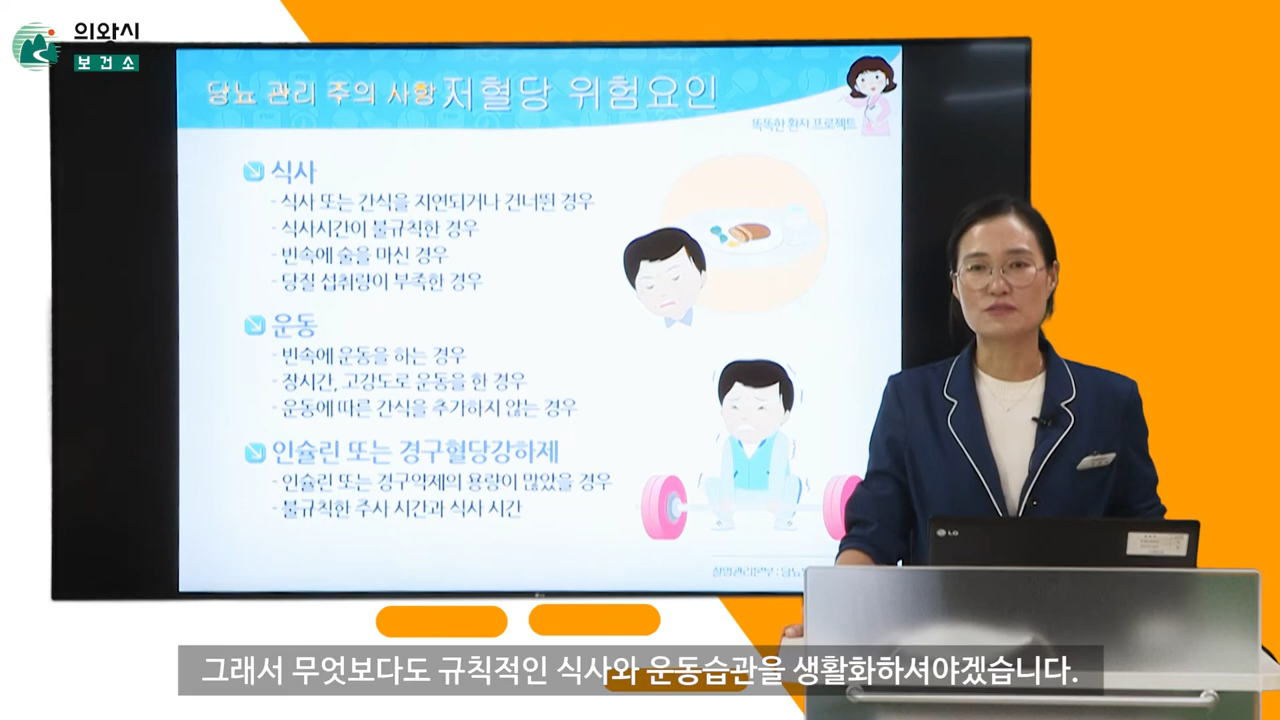 의왕시
보건소
당뇨 관리 주의 사항 저혈당 위험요인
똑똑한 환자 프로젝트
식사
- 식사 또는 간식을 지연되거나 건너뛴 경우
- 식사시간이 불규칙한 경우
- 빈속에 술을 마신 경우
- 당질 섭취량이 부족한 경우
운동
- 빈속에 운동을 하는 경우
- 장시간, 고강도로 운동을 한 경우
- 운동에 따른 간식을 추가하지 않는 경우
인슐린 또는 경구혈당강하제
- 인슐린 또는 경구약제의 용량이 많았을 경우
- 불규칙한 주사 시간과 식사 시간
질병관리본부 : 당뇨
LG
그래서 무엇보다도 규칙적인 식사와 운동습관을 생활화하셔야겠습니다.